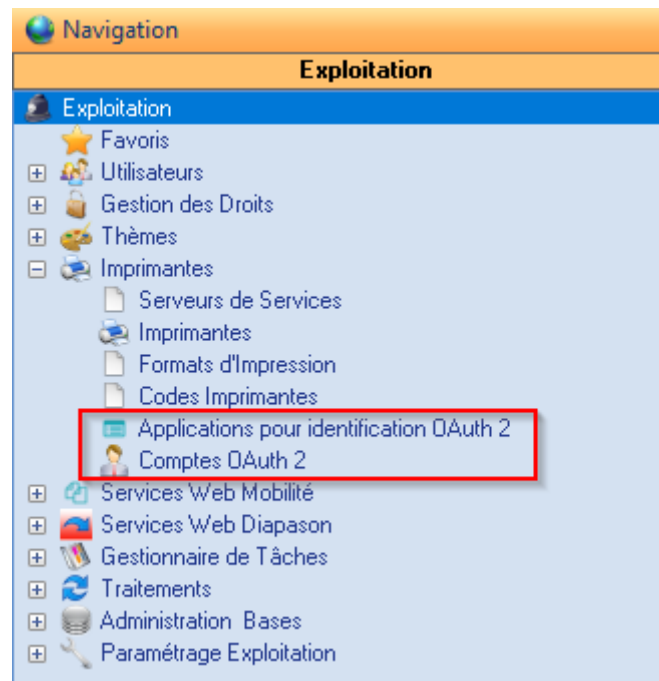 Navigation
Exploitation
Exploitation
Favoris
Utilisateurs
Gestion des Droits
Thèmes
Imprimantes
Serveurs de Services
Imprimantes
Formats d'Impression
Codes Imprimantes
Applications pour identification OAuth 2
Comptes OAuth 2
Services Web Mobilité
Services Web Diapason
Gestionnaire de Tâches
Traitements
Administration Bases
Paramétrage Exploitation